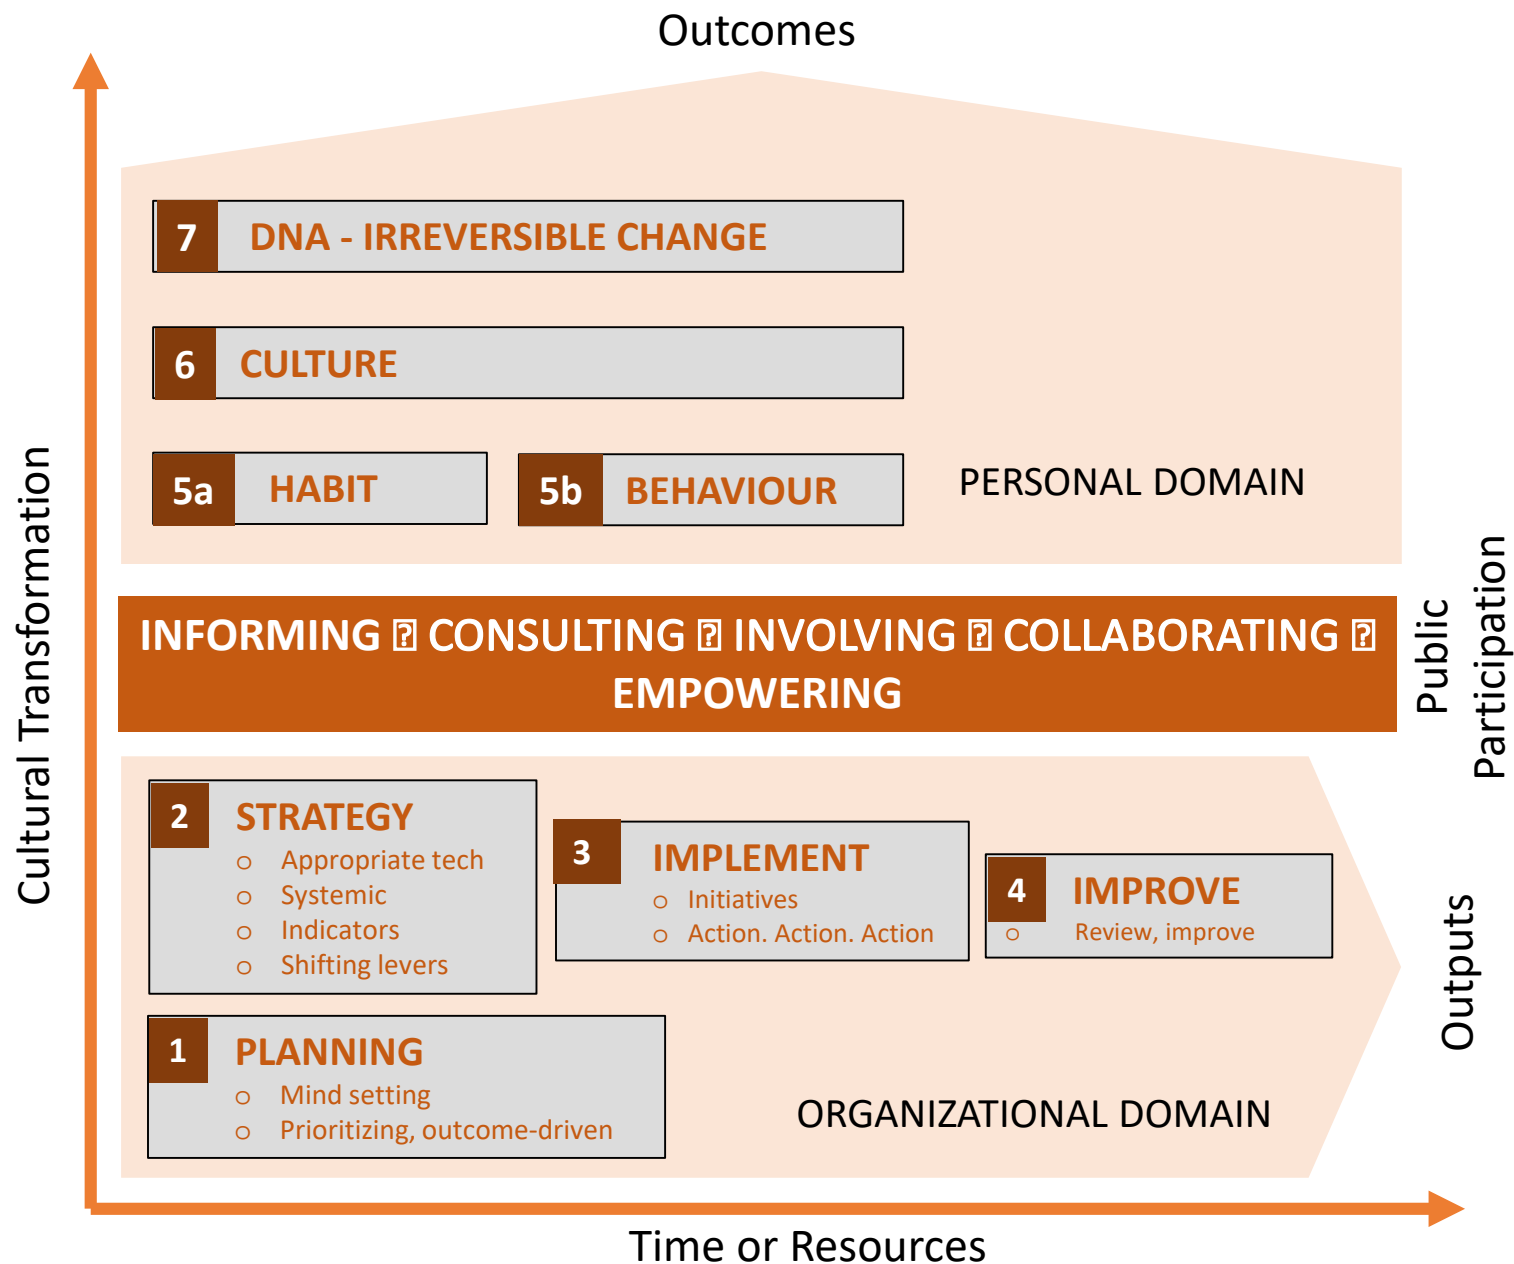 Outcomes
7 DNA - IRREVERSIBLE CHANGE
6 CULTURE
5a HABIT
5b BEHAVIOUR
PERSONAL DOMAIN
Cultural Transformation
INFORMING ⍰ CONSULTING ⍰ INVOLVING ⍰ COLLABORATING ⍰
EMPOWERING
Public
Participation
2 STRATEGY
o Appropriate tech
o Systemic
o Indicators
o Shifting levers
3 IMPLEMENT
o Initiatives
o Action. Action. Action
4 IMPROVE
o Review, improve
Outputs
1 PLANNING
o Mind setting
o Prioritizing, outcome-driven
ORGANIZATIONAL DOMAIN
Time or Resources